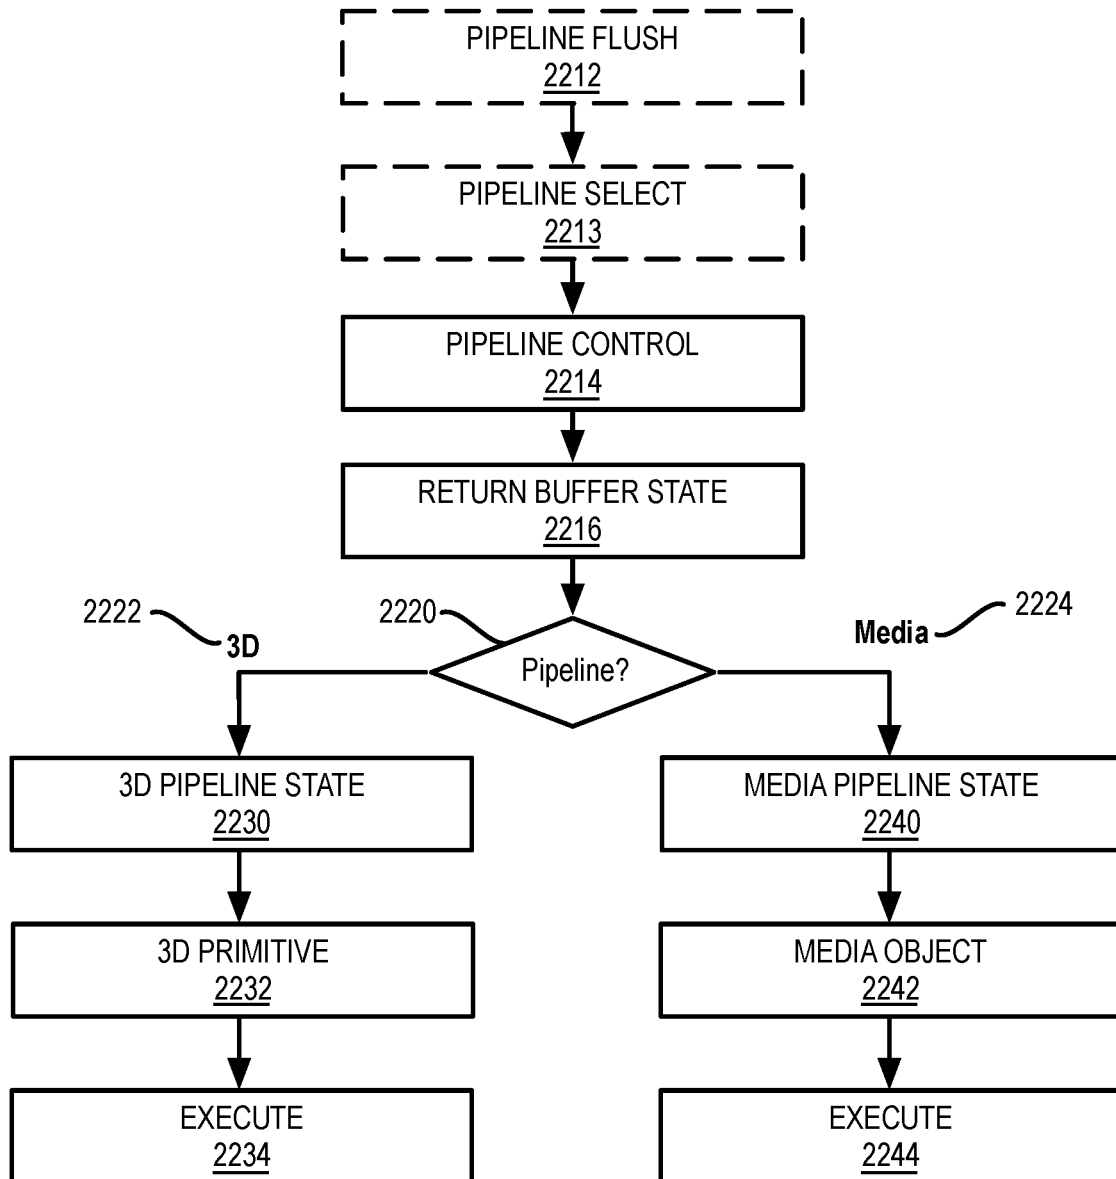 PIPELINE FLUSH
2212
PIPELINE SELECT
2213
PIPELINE CONTROL
2214
RETURN BUFFER STATE
2216
2222
3D
2220
Pipeline?
Media
2224
3D PIPELINE STATE
2230
MEDIA PIPELINE STATE
2240
3D PRIMITIVE
2232
MEDIA OBJECT
2242
EXECUTE
2234
EXECUTE
2244